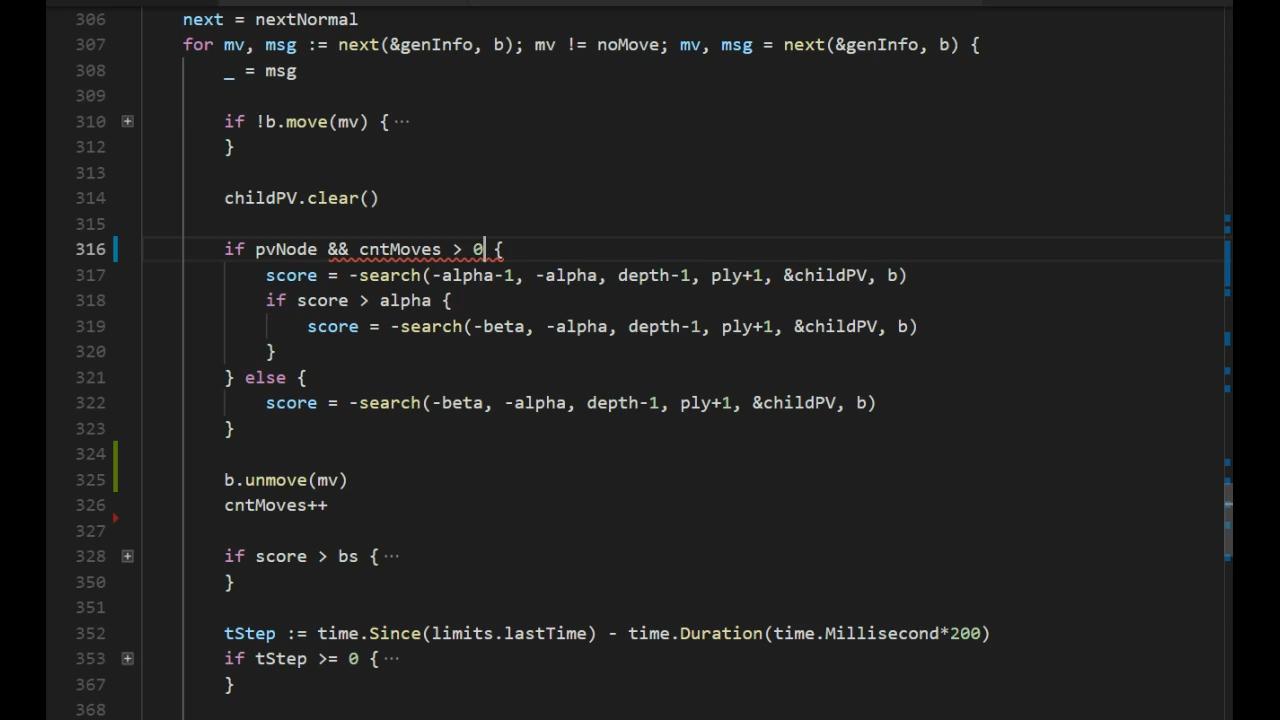 306 next = nextNormal
307 for mv, msg := next(&genInfo, b); mv != noMove; mv, msg = next(&genInfo, b) {
308 _ = msg
309
310 if !b.move(mv) {···
312 }
313
314 childPV.clear()
315
316 if pvNode && cntMoves > 0 {
317 score = -search(-alpha-1, -alpha, depth-1, ply+1, &childPV, b)
318 if score > alpha {
319 score = -search(-beta, -alpha, depth-1, ply+1, &childPV, b)
320 }
321 } else {
322 score = -search(-beta, -alpha, depth-1, ply+1, &childPV, b)
323 }
324
325 b.unmove(mv)
326 cntMoves++
327
328 if score > bs {···
350 }
351
352 tStep := time.Since(limits.lastTime) - time.Duration(time.Millisecond*200)
353 if tStep >= 0 {···
367 }
368